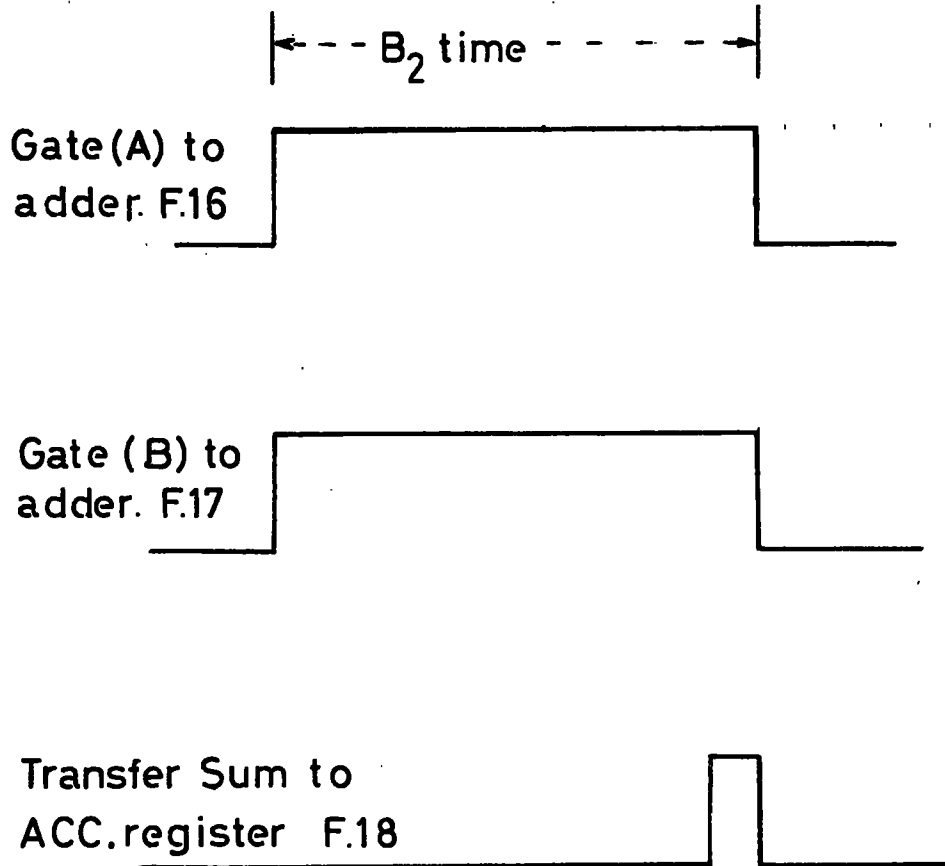 B₂ time
Gate (A) to
adder. F.16
Gate (B) to
adder. F.17
Transfer Sum to
ACC. register F.18